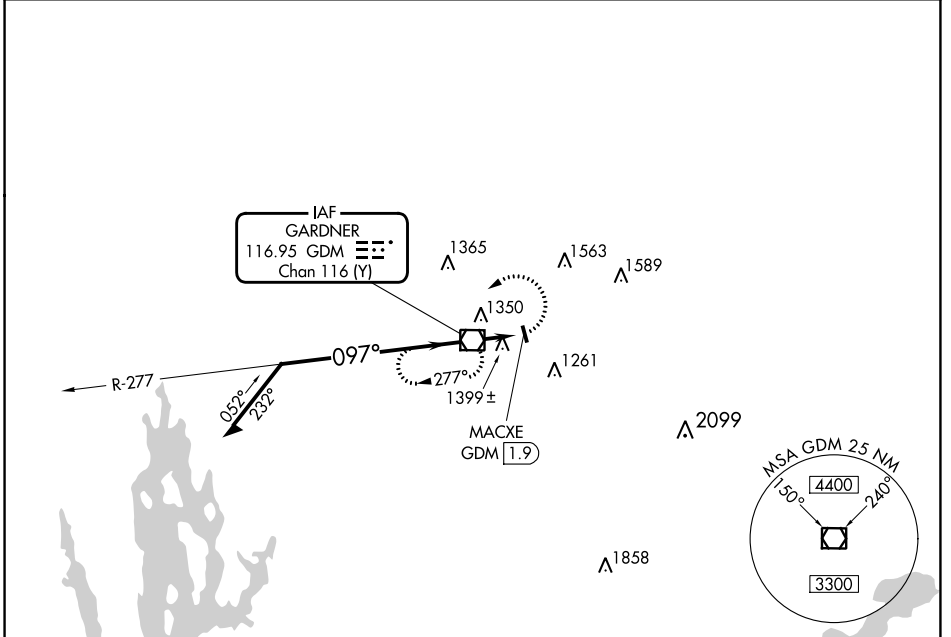 IAF
GARDNER
116.95 GDM
Chan 116 (Y)
1365
1563
1589
1350
097°
R-277
277°
1399 ±
1261
052°
232°
MACXE
GDM 1.9
2099
MSA GDM 25 NM
150°
4400
240°
3300
1858